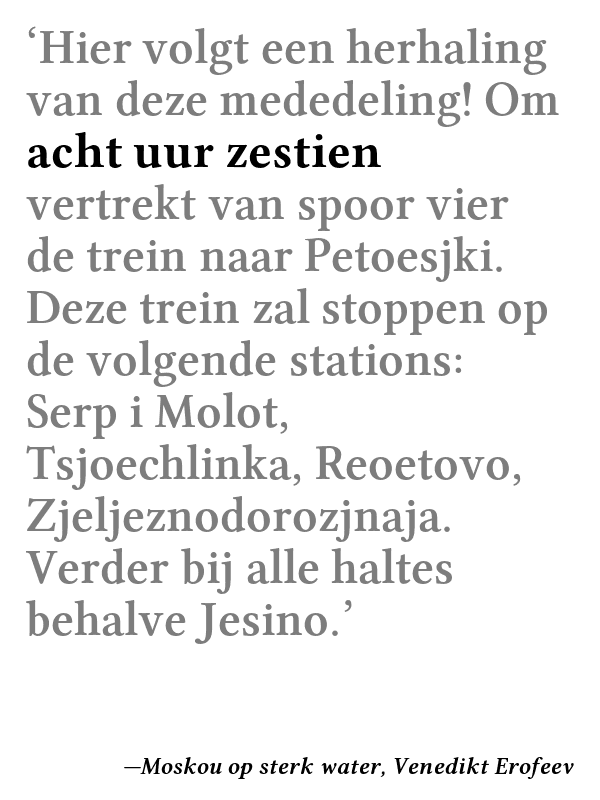 ‘Hier volgt een herhaling
van deze mededeling! Om
acht uur zestien
vertrekt van spoor vier
de trein naar Petoesjki.
Deze trein zal stoppen op
de volgende stations:
Serp i Molot,
Tsjoechlinka, Reoetovo,
Zjeljeznodorozjnaja.
Verder bij alle haltes
behalve Jesino.’
—Moskou op sterk water, Venedikt Erofeev